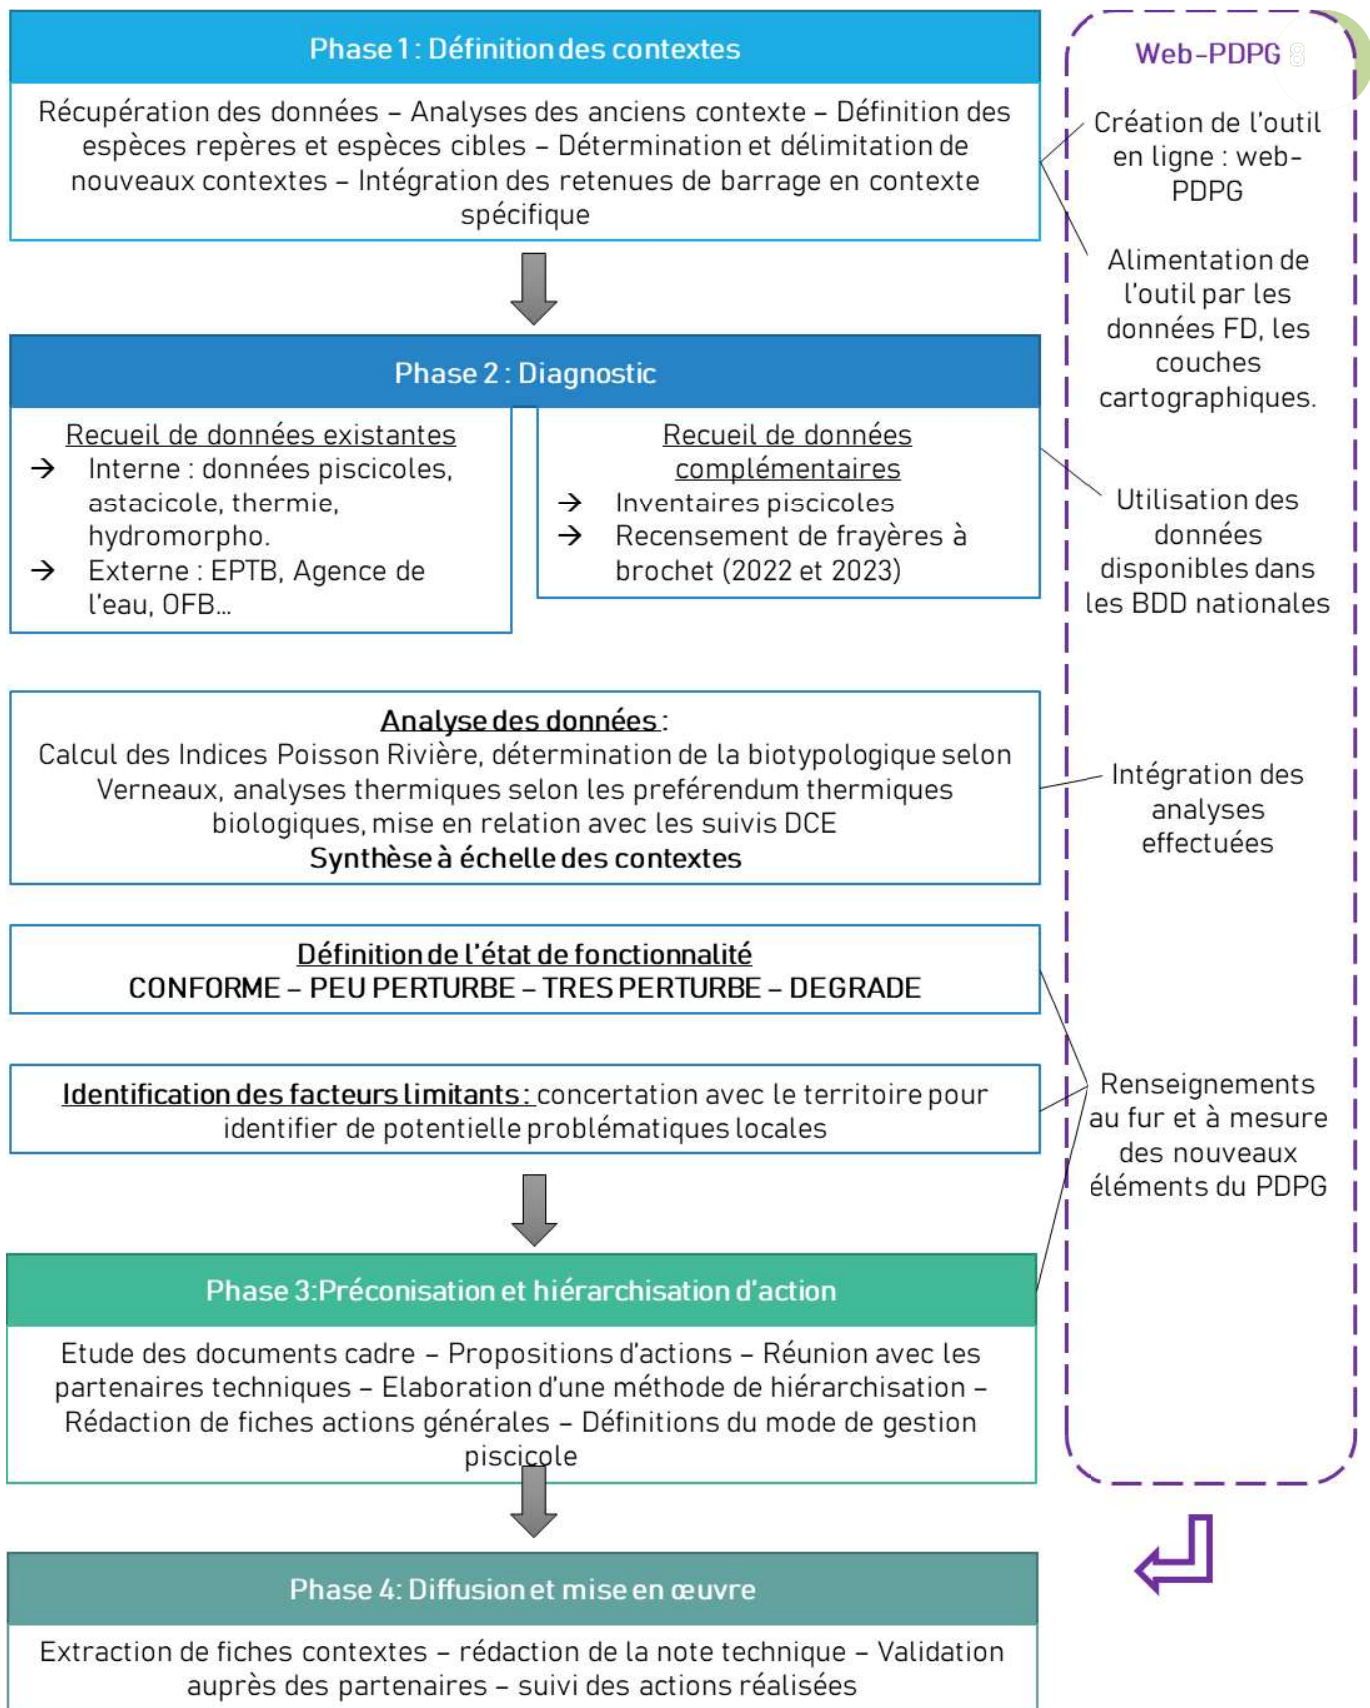 Phase 1 : Définition des contextes
Récupération des données – Analyses des anciens contexte – Définition des
espèces repères et espèces cibles – Détermination et délimitation de
nouveaux contextes – Intégration des retenues de barrage en contexte
spécifique
Phase 2 : Diagnostic
Recueil de données existantes
→ Interne : données piscicoles,
astacicole, thermie,
hydromorpho.
→ Externe : EPTB, Agence de
l'eau, OFB...
Recueil de données
complémentaires
→ Inventaires piscicoles
→ Recensement de frayères à
brochet (2022 et 2023)
Analyse des données :
Calcul des Indices Poisson Rivière, détermination de la biotypologique selon
Verneaux, analyses thermiques selon les preférendum thermiques
biologiques, mise en relation avec les suivis DCE
Synthèse à échelle des contextes
Définition de l'état de fonctionnalité
CONFORME – PEU PERTURBE – TRES PERTURBE – DEGRADE
Identification des facteurs limitants : concertation avec le territoire pour
identifier de potentielle problématiques locales
Phase 3:Préconisation et hiérarchisation d'action
Etude des documents cadre – Propositions d'actions – Réunion avec les
partenaires techniques – Elaboration d'une méthode de hiérarchisation –
Rédaction de fiches actions générales – Définitions du mode de gestion
piscicole
Phase 4: Diffusion et mise en œuvre
Extraction de fiches contextes – rédaction de la note technique – Validation
auprès des partenaires – suivi des actions réalisées
Web-PDPG
8
Création de l'outil
en ligne : web-
PDPG
Alimentation de
l'outil par les
données FD, les
couches
cartographiques.
Utilisation des
données
disponibles dans
les BDD nationales
Intégration des
analyses
effectuées
Renseignements
au fur et à mesure
des nouveaux
éléments du PDPG